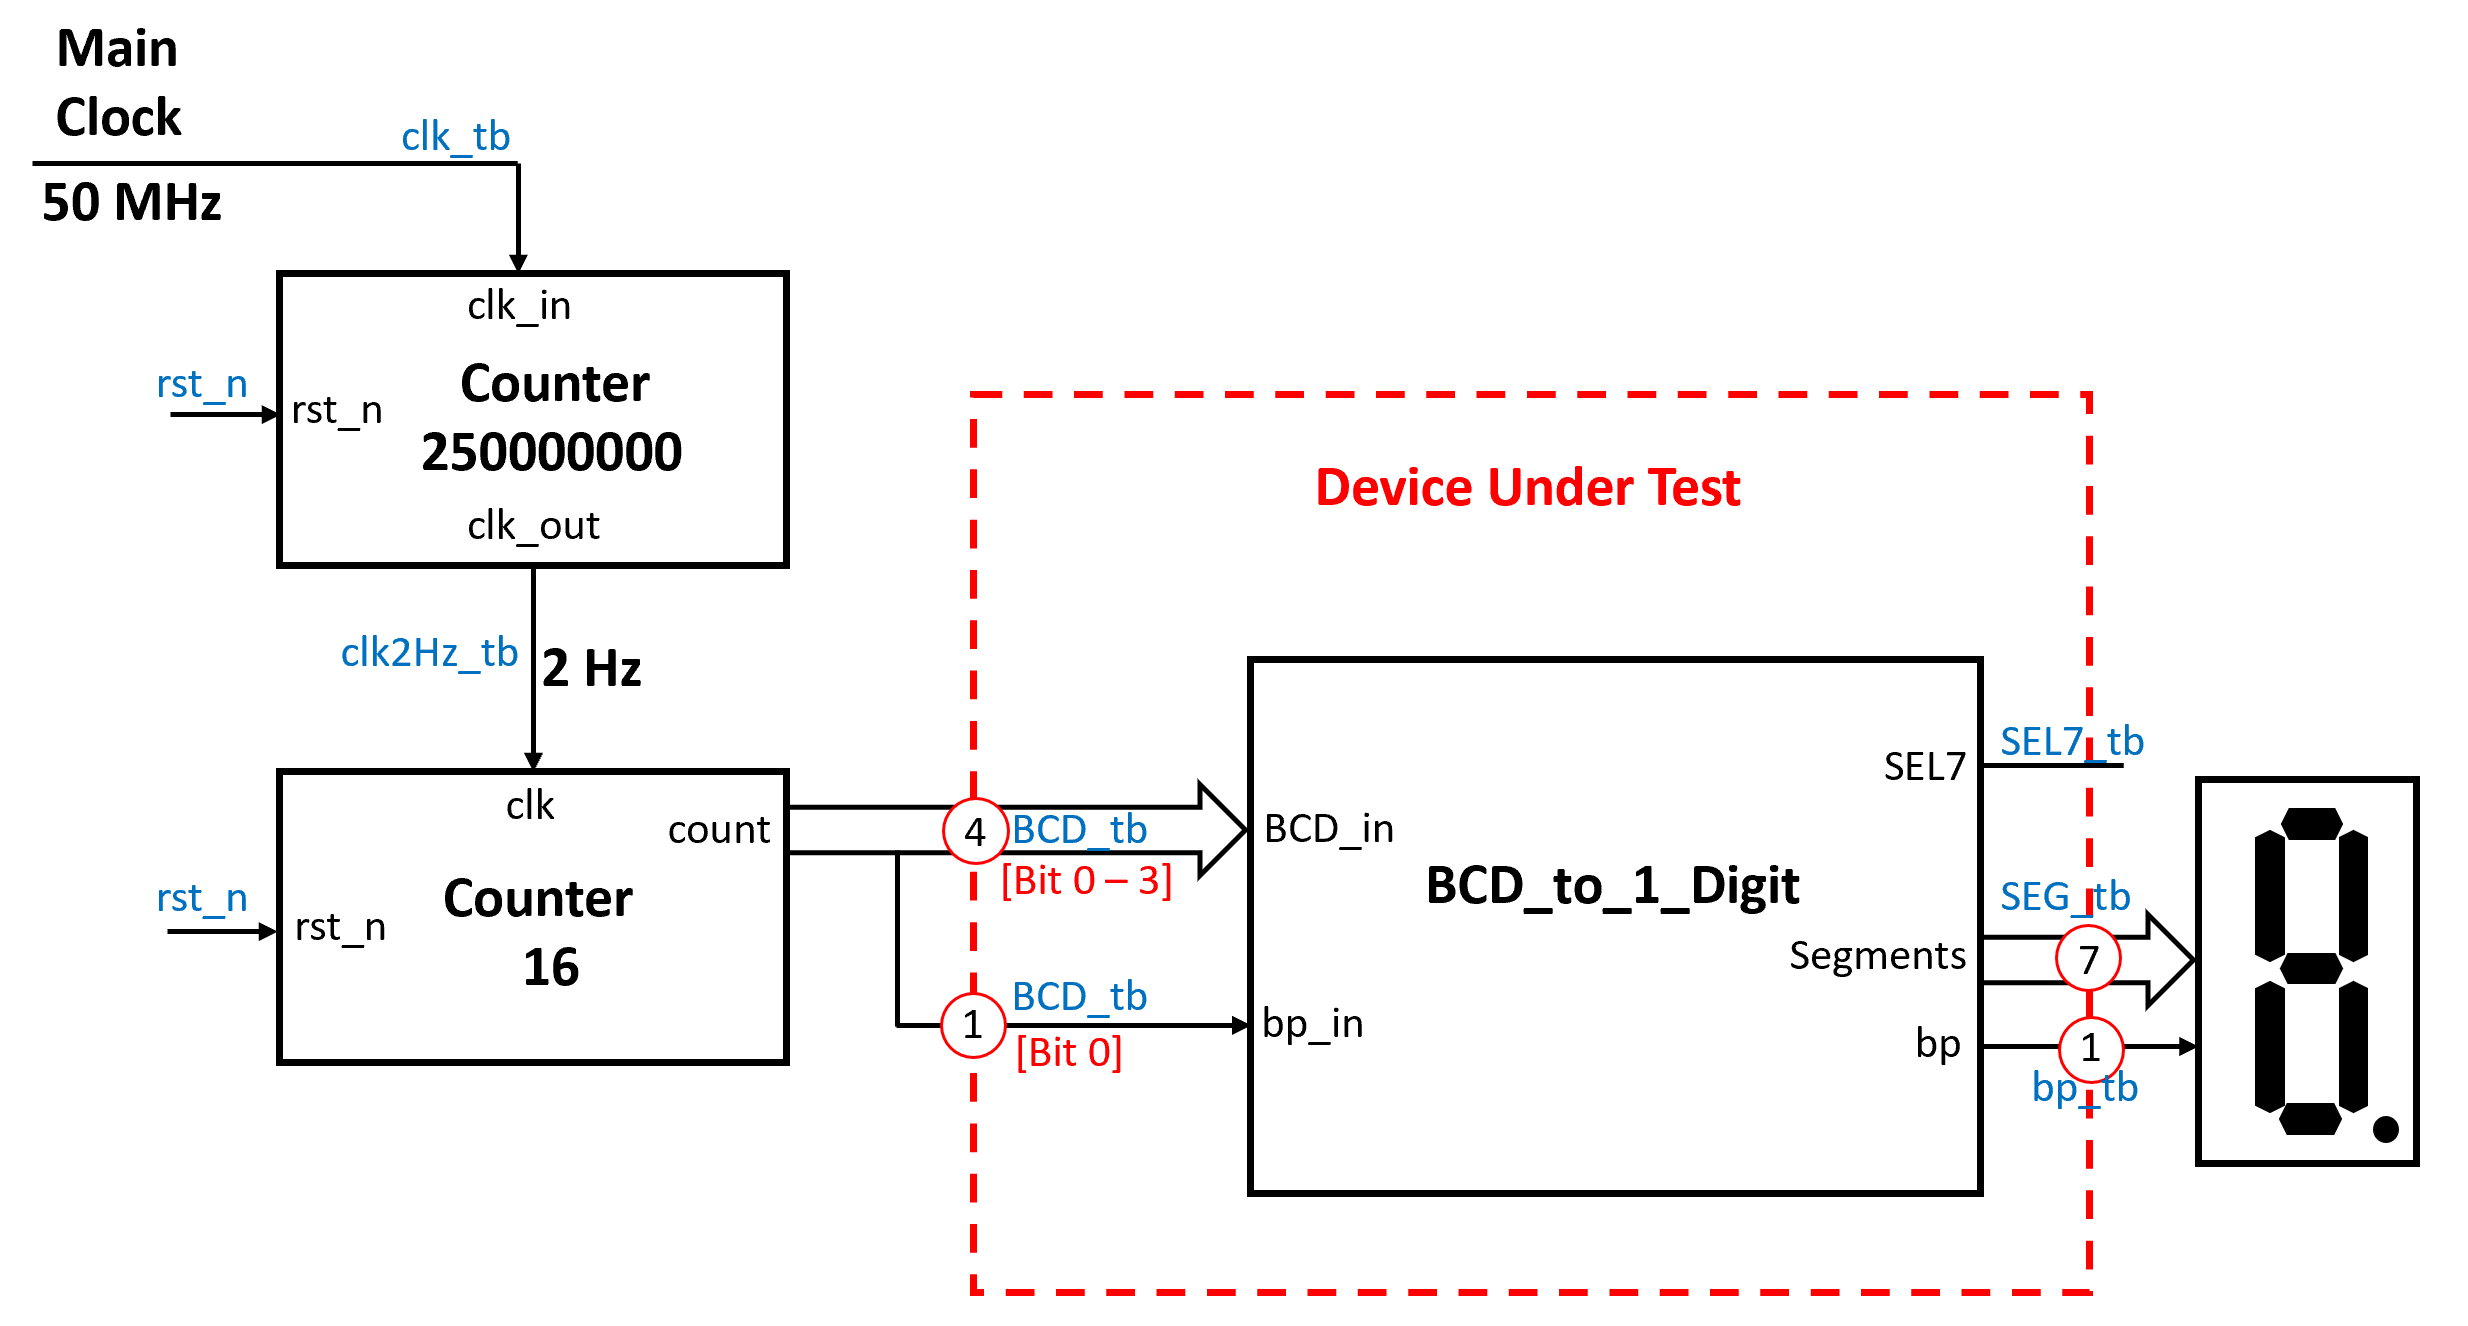 Main
Clock
clk_tb
50 MHz
clk_in
rst_n
rst_n
Counter
250000000
clk_out
clk2Hz_tb
2 Hz
Device Under Test
clk
count
rst_n
rst_n
Counter
16
4
BCD_tb
[Bit 0 – 3]
1
BCD_tb
[Bit 0]
BCD_in
bp_in
BCD_to_1_Digit
SEL7
SEL7_tb
Segments
SEG_tb
7
bp
1
bp_tb